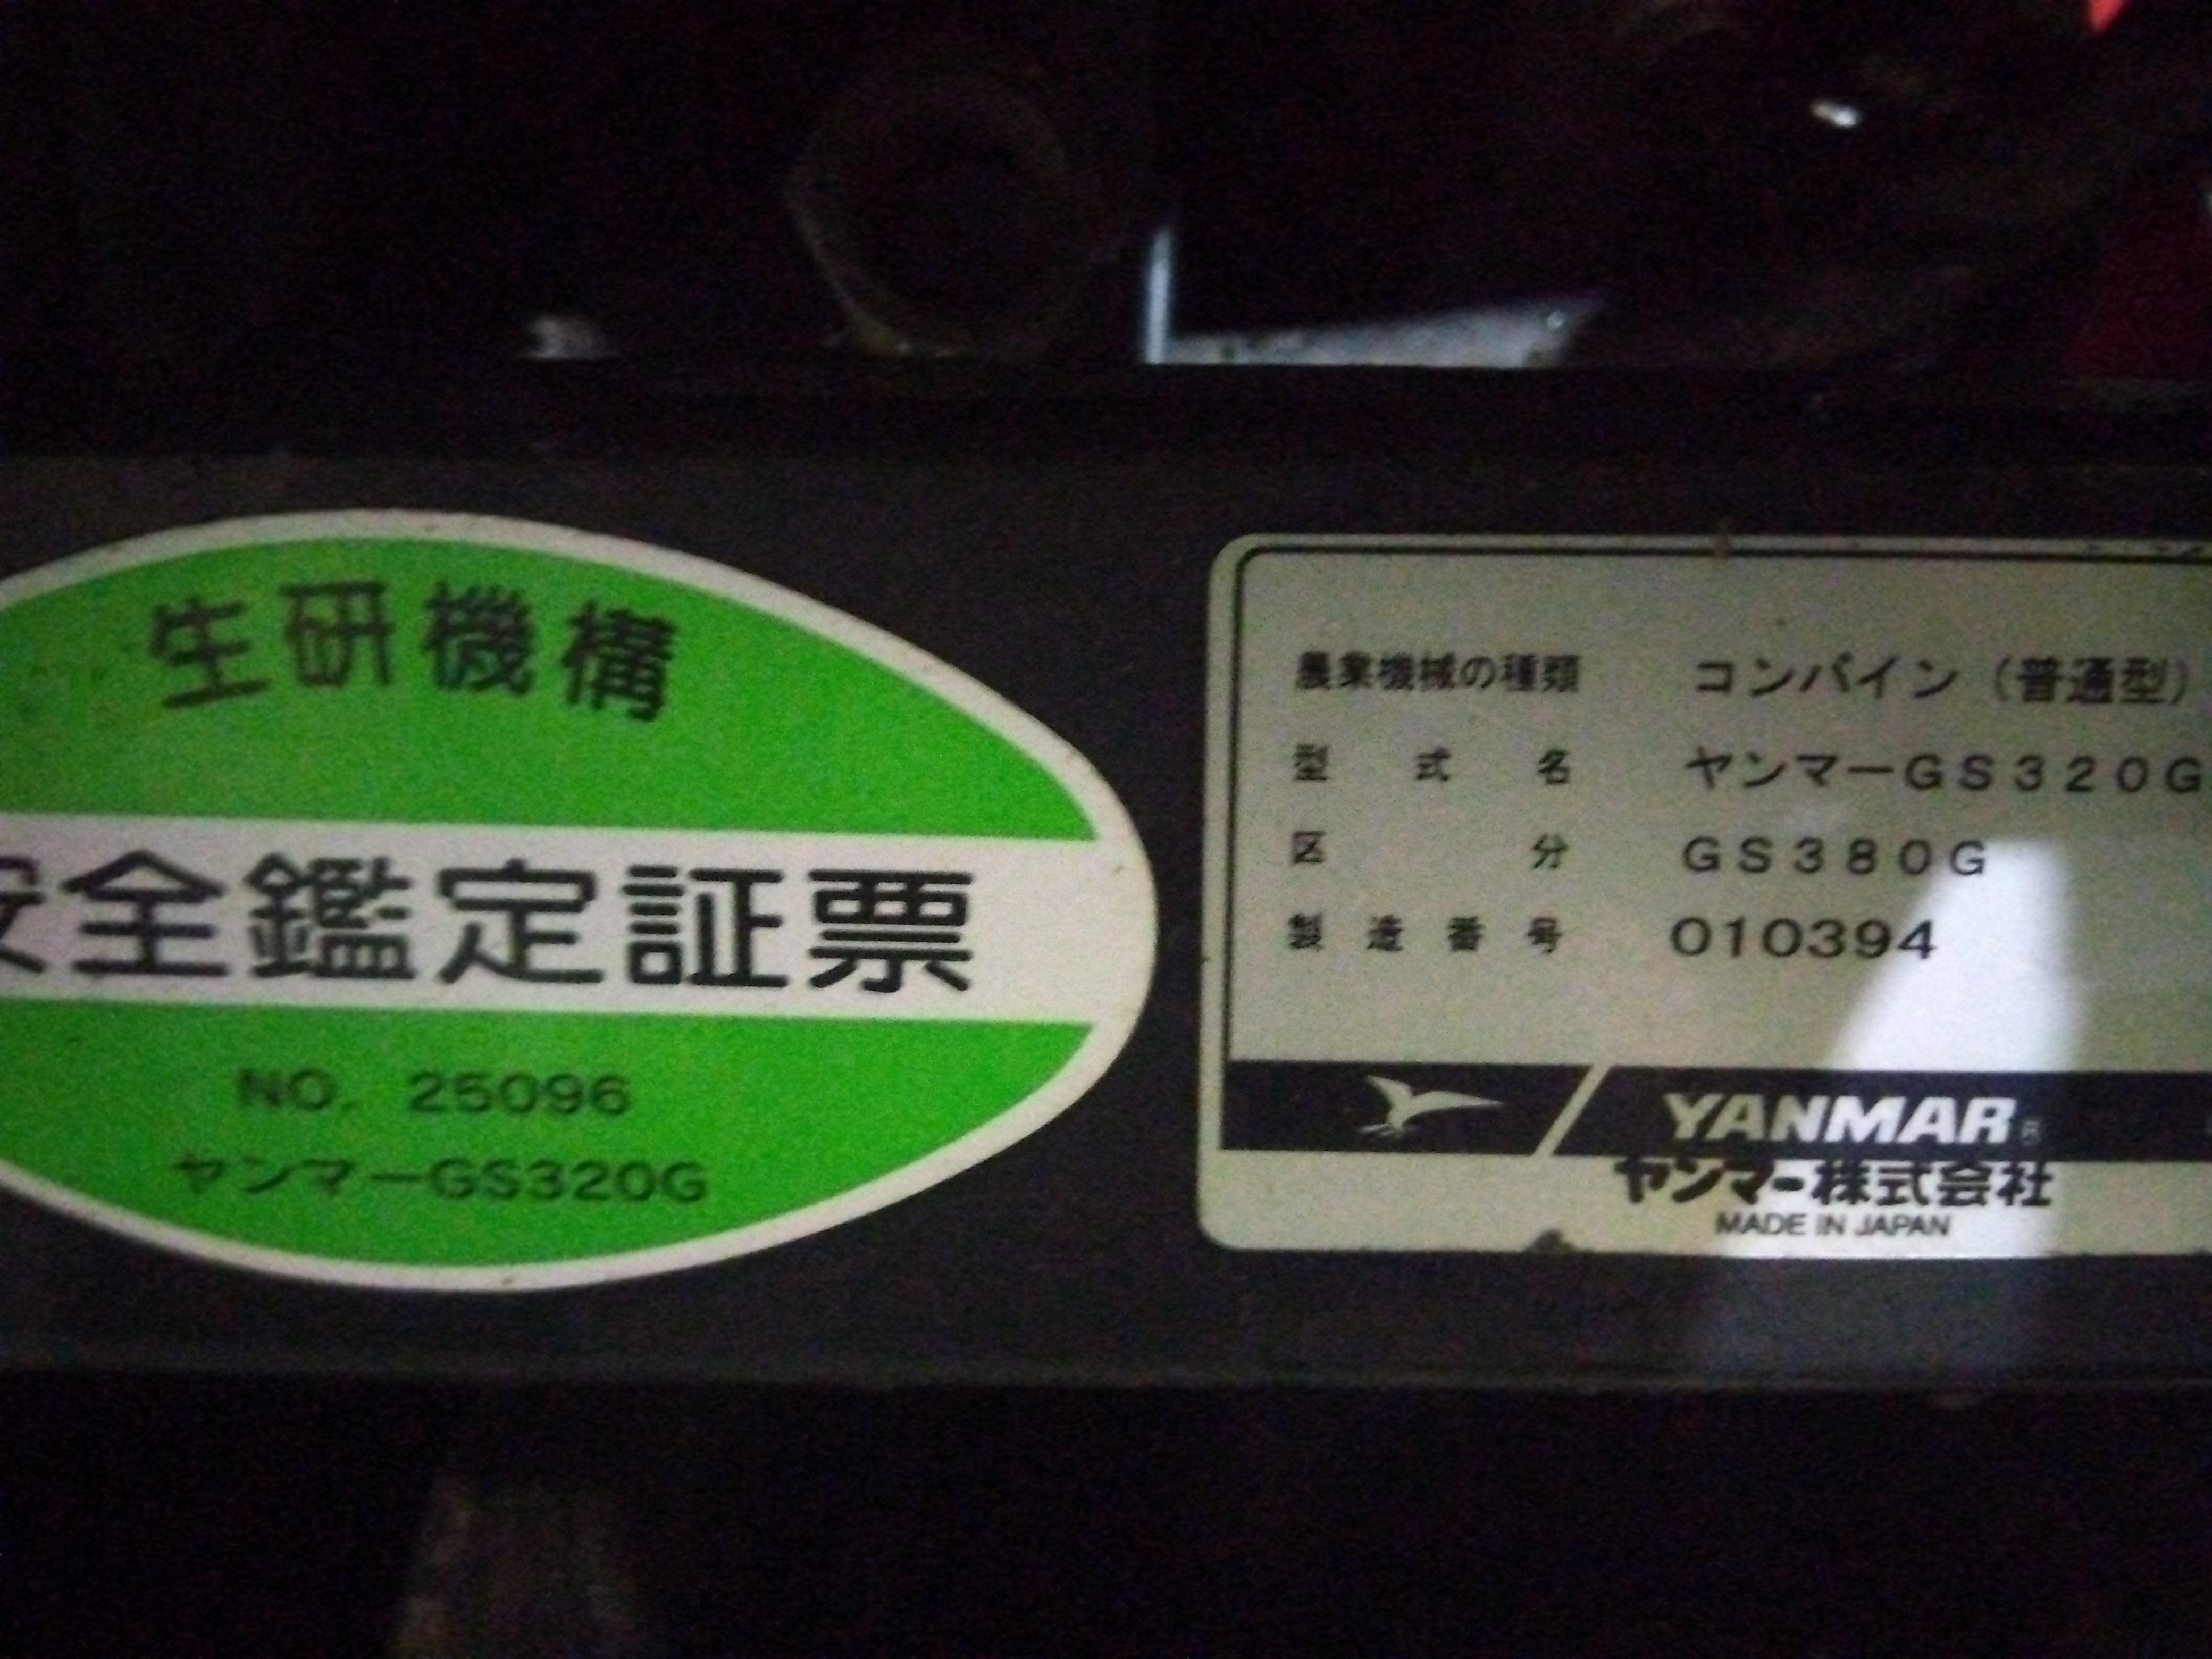 生研機構
安全鑑定証票
NO. 25096
ヤンマーGS320G
農業機械の種類 コンバイン(普通型)
型式名 ヤンマーGS320G
区分 GS380G
製造番号 010394
YANMAR®
ヤンマー株式会社
MADE IN JAPAN